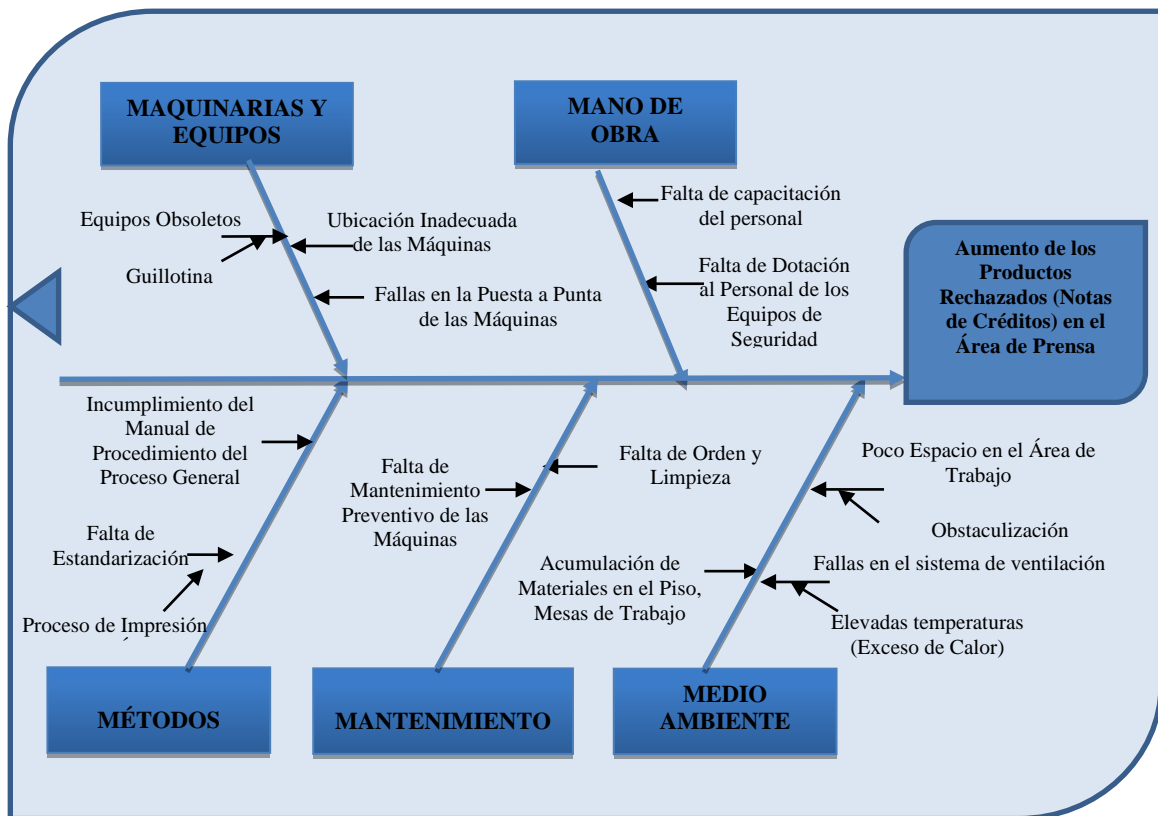 MAQUINARIAS Y
EQUIPOS
MANO DE
OBRA
Equipos Obsoletos
Guillotina
Ubicación Inadecuada
de las Máquinas
Fallas en la Puesta a Punta
de las Máquinas
Falta de capacitación
del personal
Falta de Dotación
al Personal de los
Equipos de
Seguridad
Aumento de los
Productos
Rechazados (Notas
de Créditos) en el
Área de Prensa
Incumplimiento del
Manual de
Procedimiento del
Proceso General
Falta de
Estandarización
Proceso de Impresión
Falta de
Mantenimiento
Preventivo de las
Máquinas
Falta de Orden y
Limpieza
Poco Espacio en el Área de
Trabajo
Obstaculización
Acumulación de
Materiales en el Piso,
Mesas de Trabajo
Fallas en el sistema de ventilación
Elevadas temperaturas
(Exceso de Calor)
MÉTODOS
MANTENIMIENTO
MEDIO
AMBIENTE